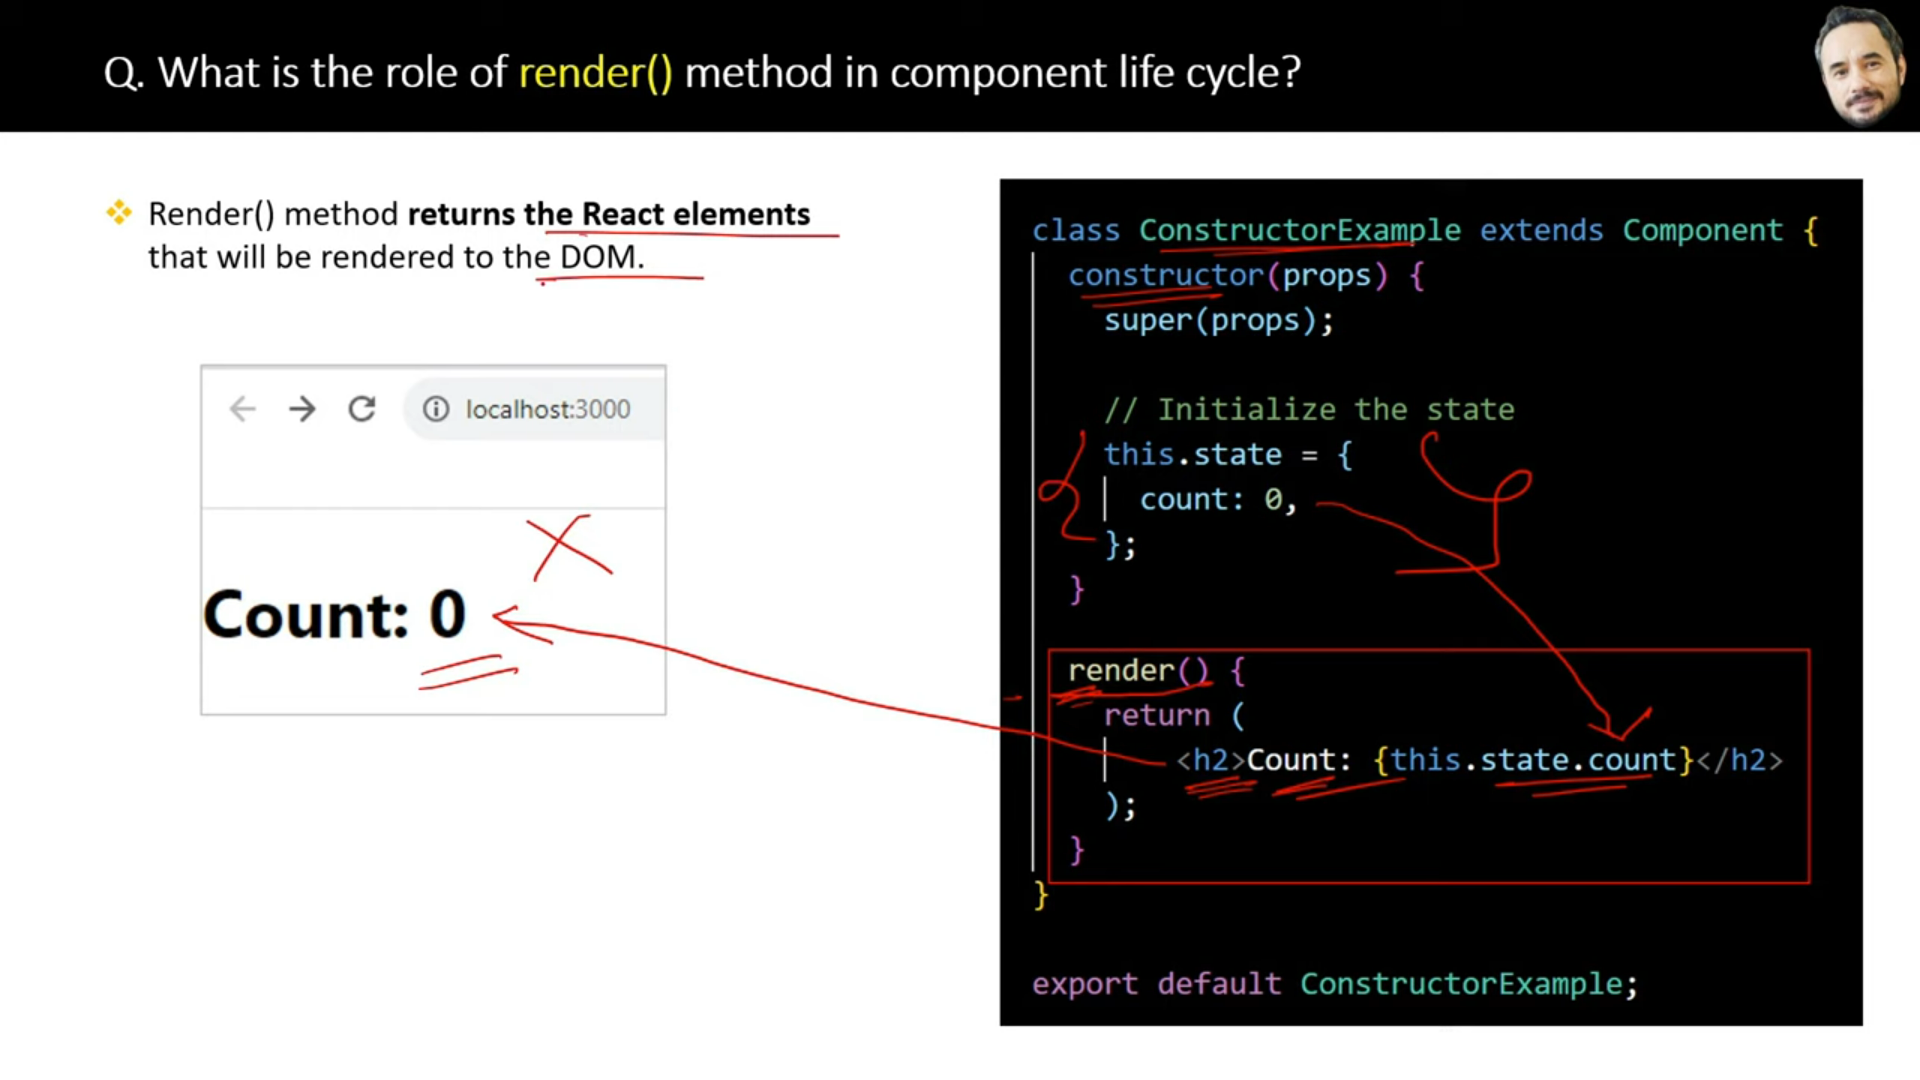 Q. What is the role of render() method in component life cycle?
Render() method returns the React elements
that will be rendered to the DOM.
localhost:3000
Count: 0
class ConstructorExample extends Component {
constructor(props) {
super(props);
// Initialize the state
this.state = {
count: 0,
};
}
render() {
return (
<h2>Count: {this.state.count}</h2>
);
}
}
export default ConstructorExample;